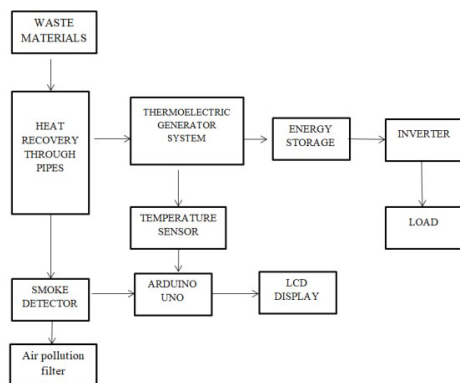 WASTE
MATERIALS
HEAT
RECOVERY
THROUGH
PIPES
THERMOELECTRIC
GENERATOR
SYSTEM
ENERGY
STORAGE
INVERTER
TEMPERATURE
SENSOR
LOAD
SMOKE
DETECTOR
ARDUINO
UNO
LCD
DISPLAY
Air pollution
filter